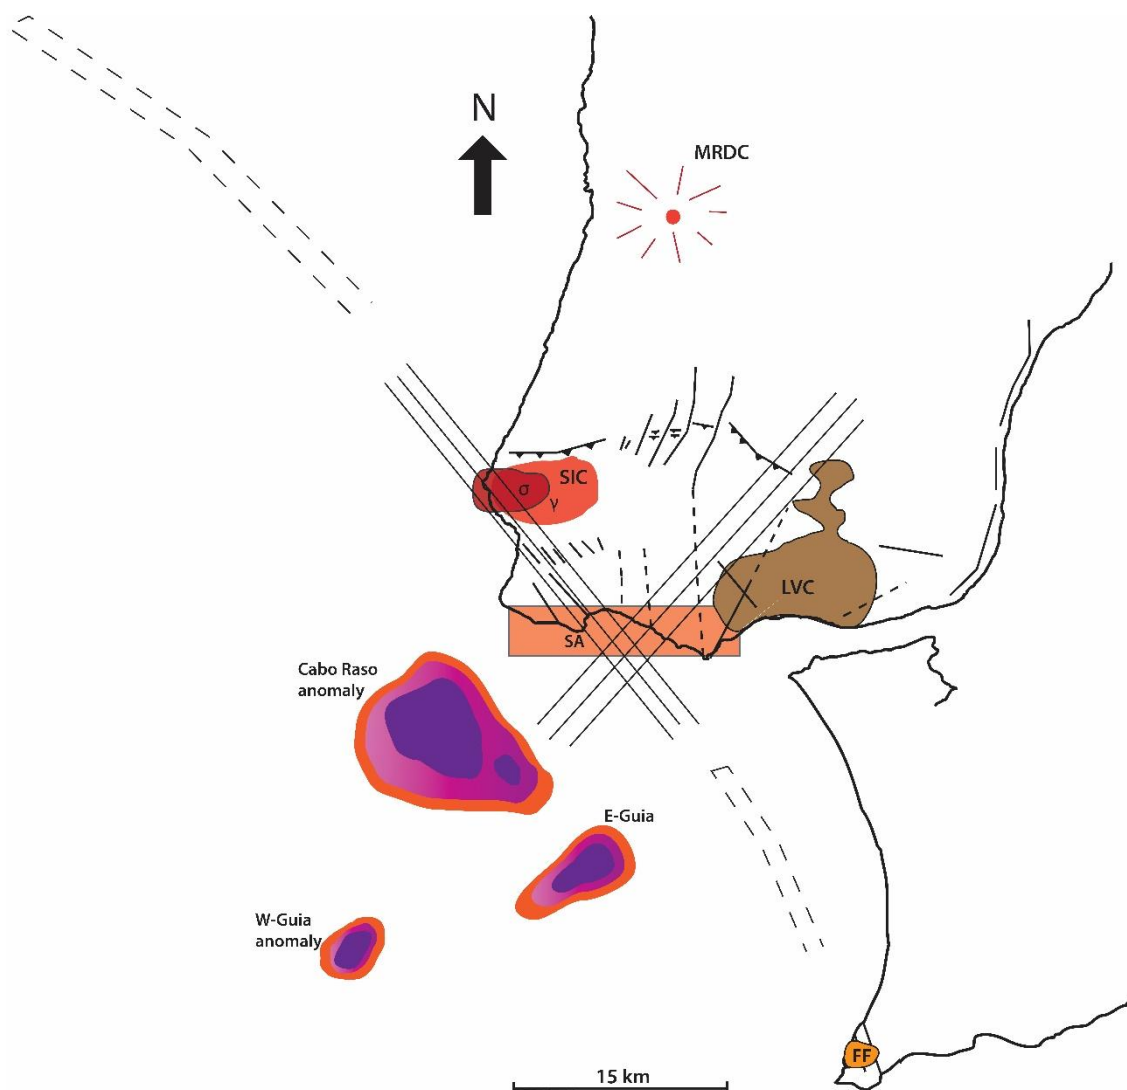 MRDC
N
SIC
σ
γ
LVC
SA
Cabo Raso
anomaly
E-Guia
W-Guia
anomaly
FF
15 km